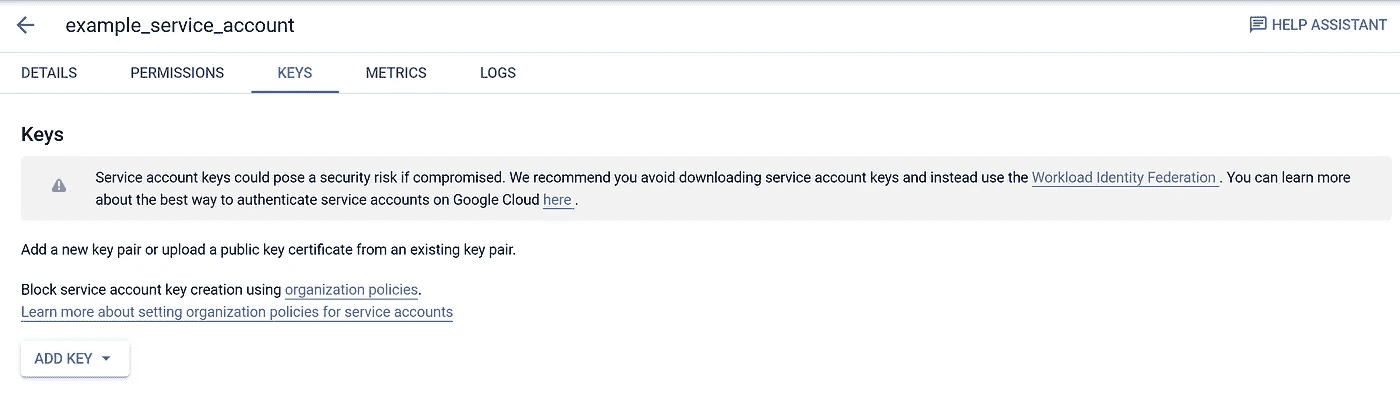 example_service_account
HELP ASSISTANT
DETAILS PERMISSIONS KEYS METRICS LOGS
Keys
Service account keys could pose a security risk if compromised. We recommend you avoid downloading service account keys and instead use the Workload Identity Federation . You can learn more
about the best way to authenticate service accounts on Google Cloud here .
Add a new key pair or upload a public key certificate from an existing key pair.
Block service account key creation using organization policies.
Learn more about setting organization policies for service accounts
ADD KEY